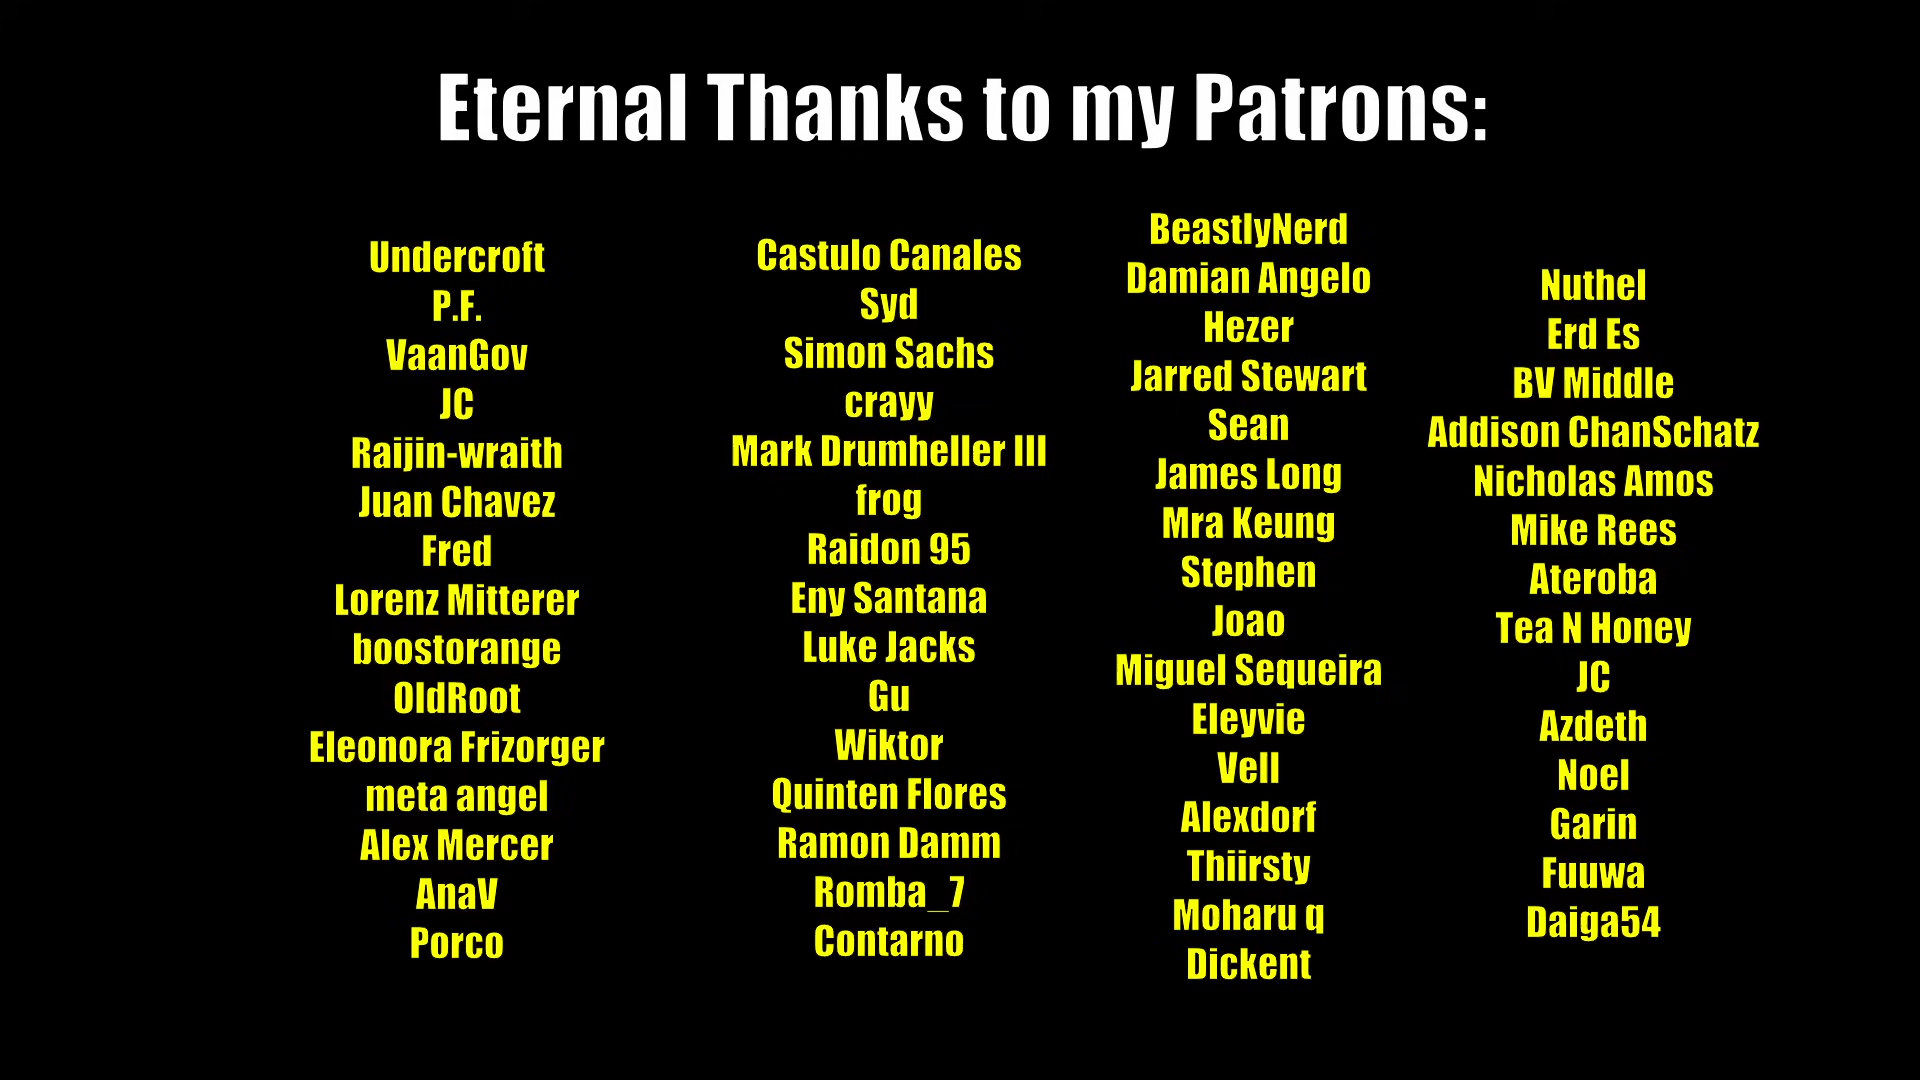 Eternal Thanks to my Patrons:
Undercroft
P.F.
VaanGov
JC
Raijin-wraith
Juan Chavez
Fred
Lorenz Mitterer
boostorange
OldRoot
Eleonora Frizorger
meta angel
Alex Mercer
AnaV
Porco
Castulo Canales
Syd
Simon Sachs
crayy
Mark Drumheller III
frog
Raidon 95
Eny Santana
Luke Jacks
Gu
Wiktor
Quinten Flores
Ramon Damm
Romba_7
Contarno
BeastlyNerd
Damian Angelo
Hezer
Jarred Stewart
Sean
James Long
Mra Keung
Stephen
Joao
Miguel Sequeira
Eleyvie
Vell
Alexdorf
Thiirsty
Moharu q
Dickent
Nuthel
Erd Es
BV Middle
Addison ChanSchatz
Nicholas Amos
Mike Rees
Ateroba
Tea N Honey
JC
Azdeth
Noel
Garin
Fuuwa
Daiga54